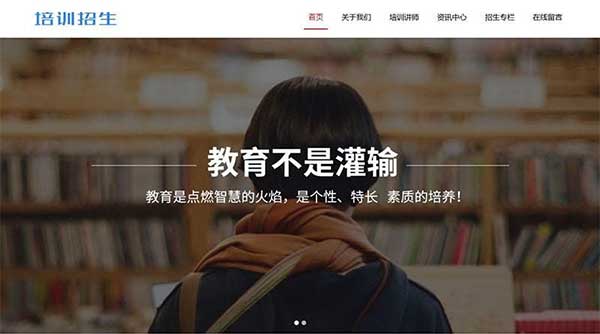 培训招生
首页 关于我们 培训讲师 资讯中心 招生专栏 在线留言
教育不是灌输
教育是点燃智慧的火焰，是个性、特长 素质的培养！